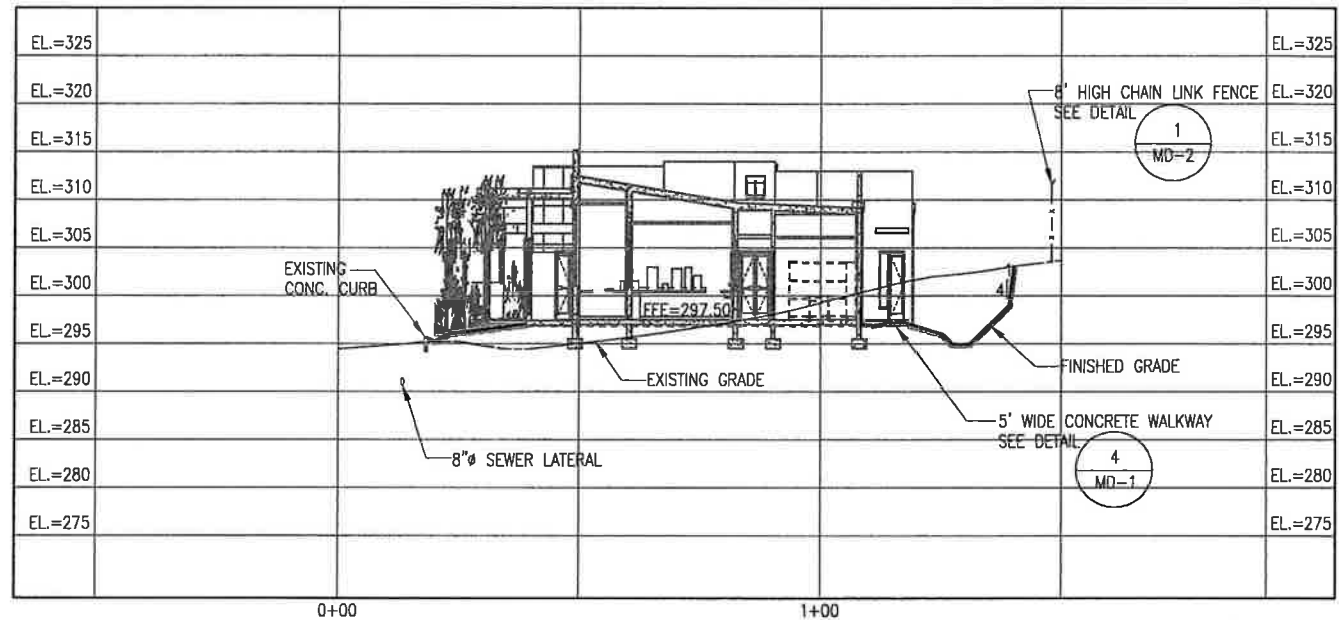 EL.=325
EL.=320
EL.=315
EL.=310
EL.=305
EL.=300
EL.=295
EL.=290
EL.=285
EL.=280
EL.=275
EXISTING
CONC. CURB
FFE=297.50
EXISTING GRADE
8"ø SEWER LATERAL
8' HIGH CHAIN LINK FENCE
SEE DETAIL
1
MD-2
4
FINISHED GRADE
5' WIDE CONCRETE WALKWAY
SEE DETAIL
4
MD-1
EL.=325
EL.=320
EL.=315
EL.=310
EL.=305
EL.=300
EL.=295
EL.=290
EL.=285
EL.=280
EL.=275
0+00
1+00